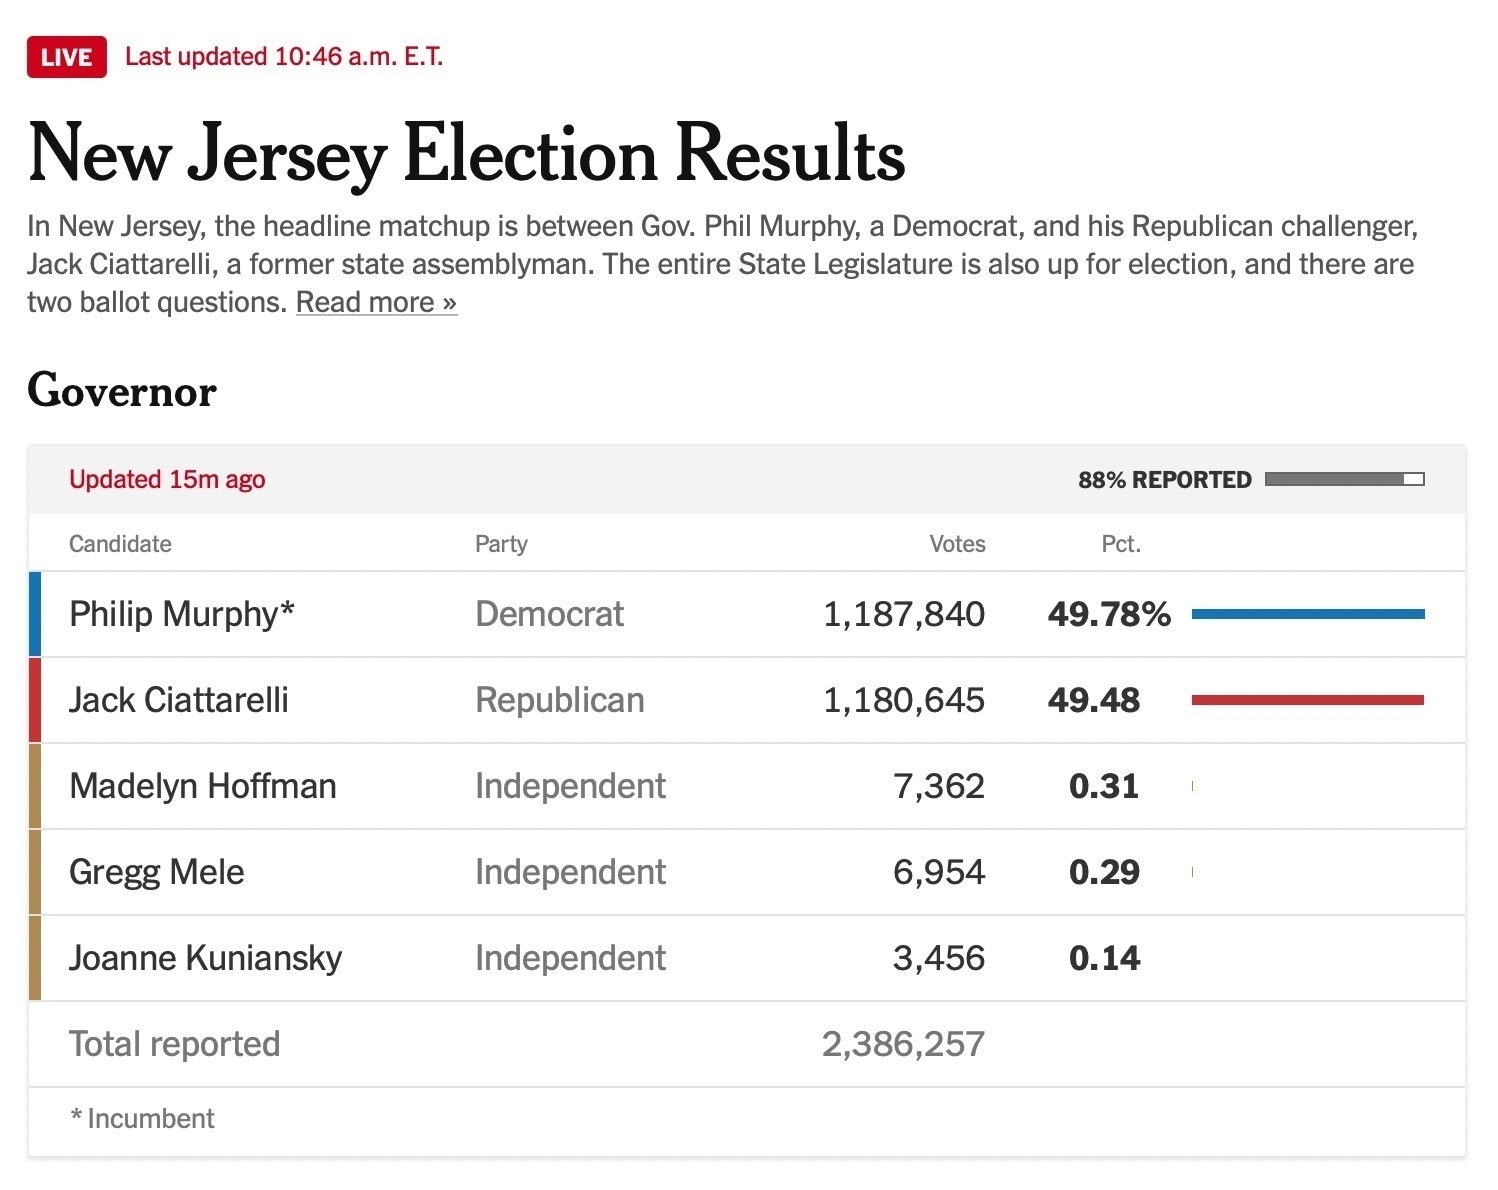 LIVE Last updated 10:46 a.m. E.T.
New Jersey Election Results
In New Jersey, the headline matchup is between Gov. Phil Murphy, a Democrat, and his Republican challenger,
Jack Ciattarelli, a former state assemblyman. The entire State Legislature is also up for election, and there are
two ballot questions. Read more »
Governor
Updated 15m ago 88% REPORTED
Candidate Party Votes Pct.
Philip Murphy* Democrat 1,187,840 49.78%
Jack Ciattarelli Republican 1,180,645 49.48
Madelyn Hoffman Independent 7,362 0.31
Gregg Mele Independent 6,954 0.29
Joanne Kuniansky Independent 3,456 0.14
Total reported 2,386,257
* Incumbent